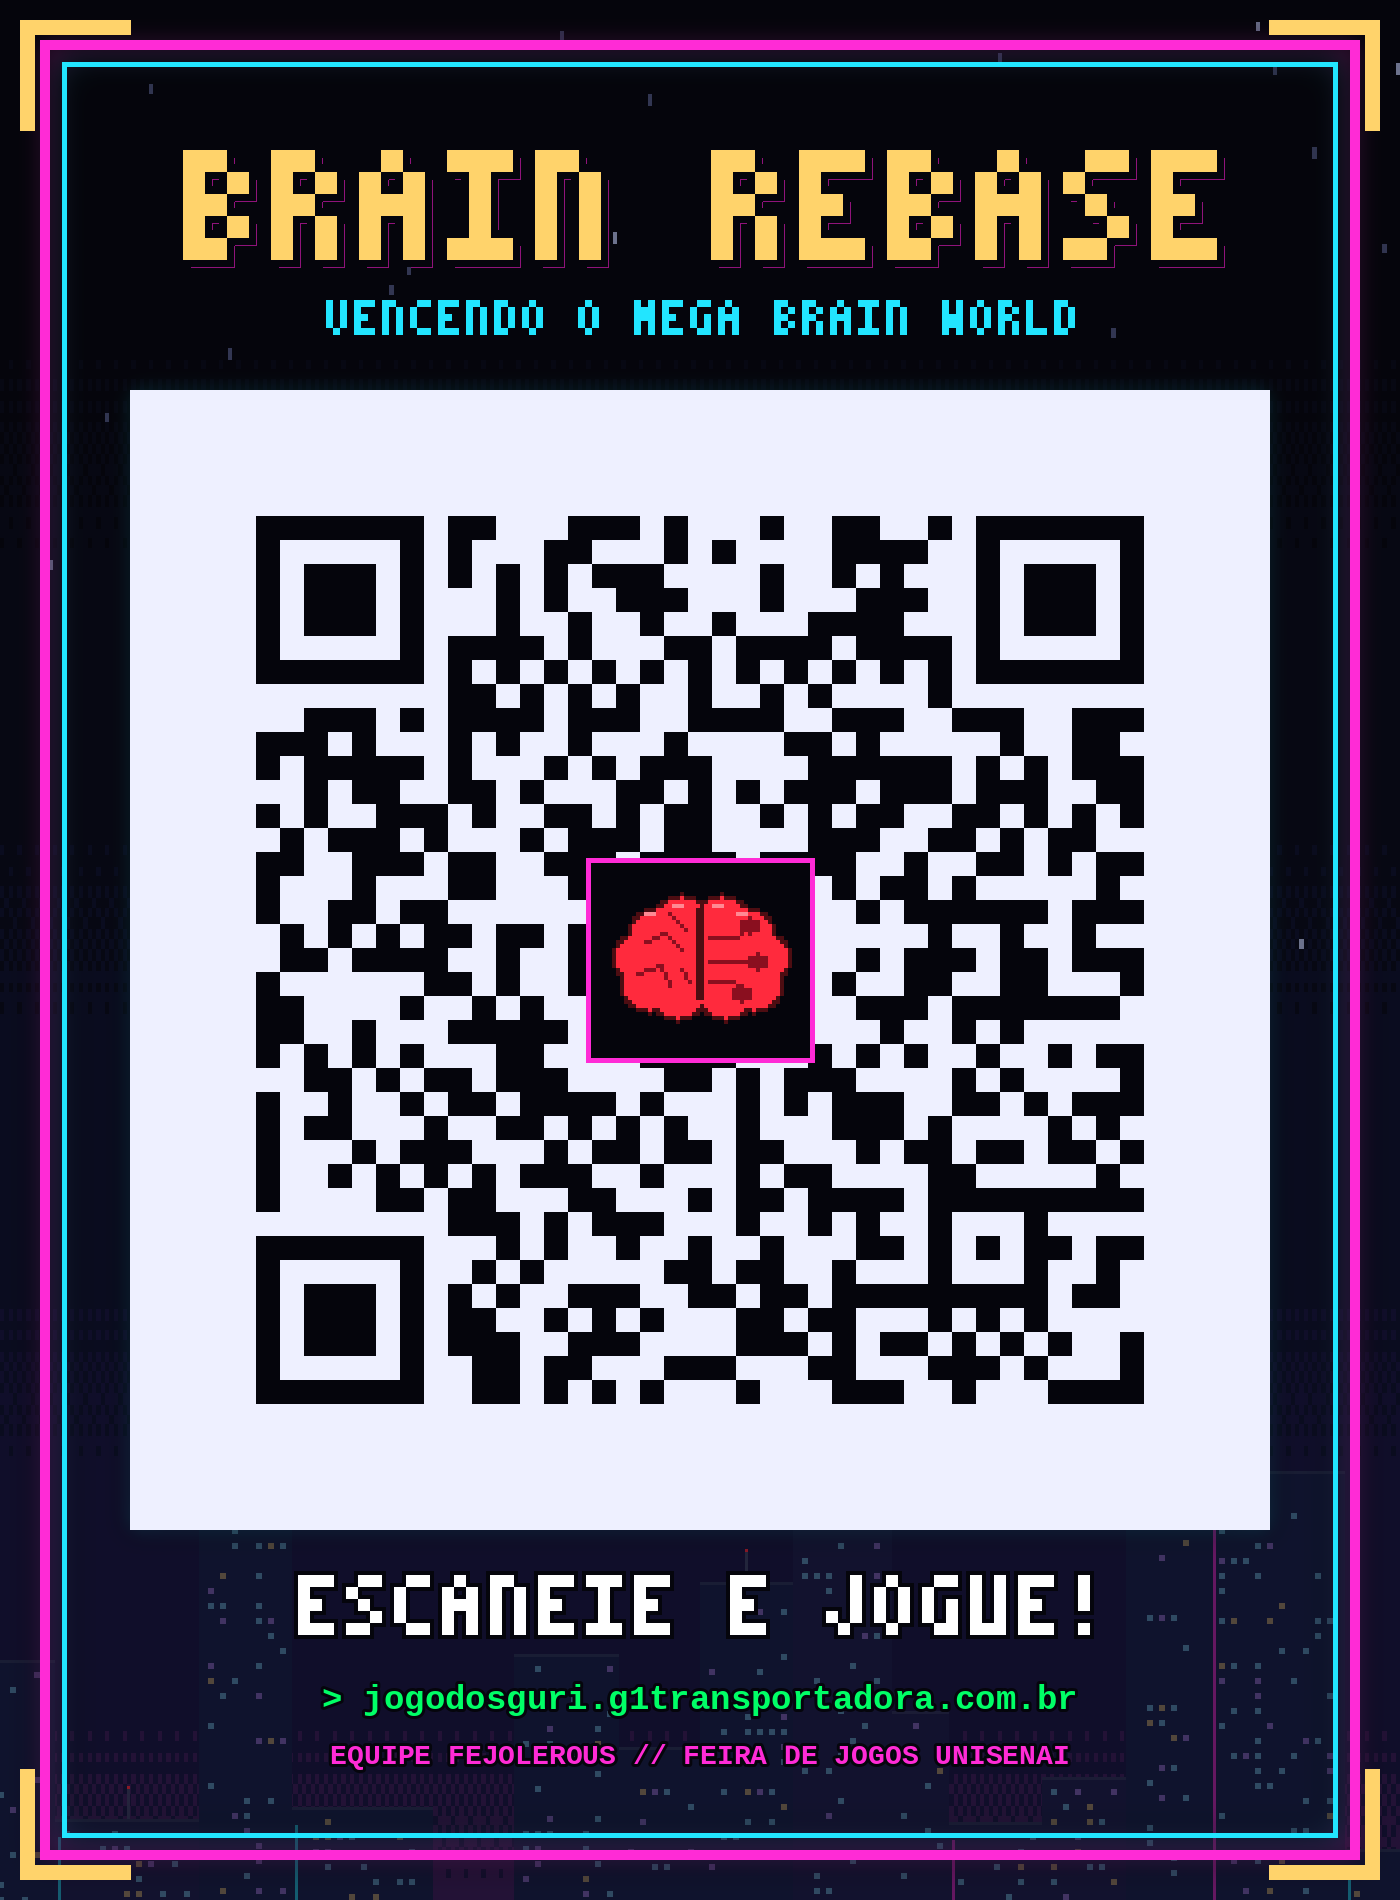 BRAIN REBASE
VENCENDO O MEGA BRAIN WORLD
ESCANEIE E JOGUE!
> jogodosguri.g1transportadora.com.br
EQUIPE FEJOLEROUS // FEIRA DE JOGOS UNISENAI